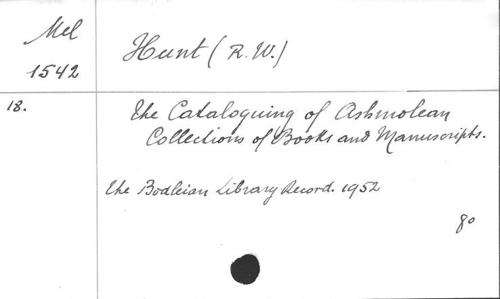 Mel
1542
Hunt (R.W.)
18.
The Cataloguing of Ashmolean
Collections of Books and Manuscripts.
The Bodleian Library Record. 1952
8o